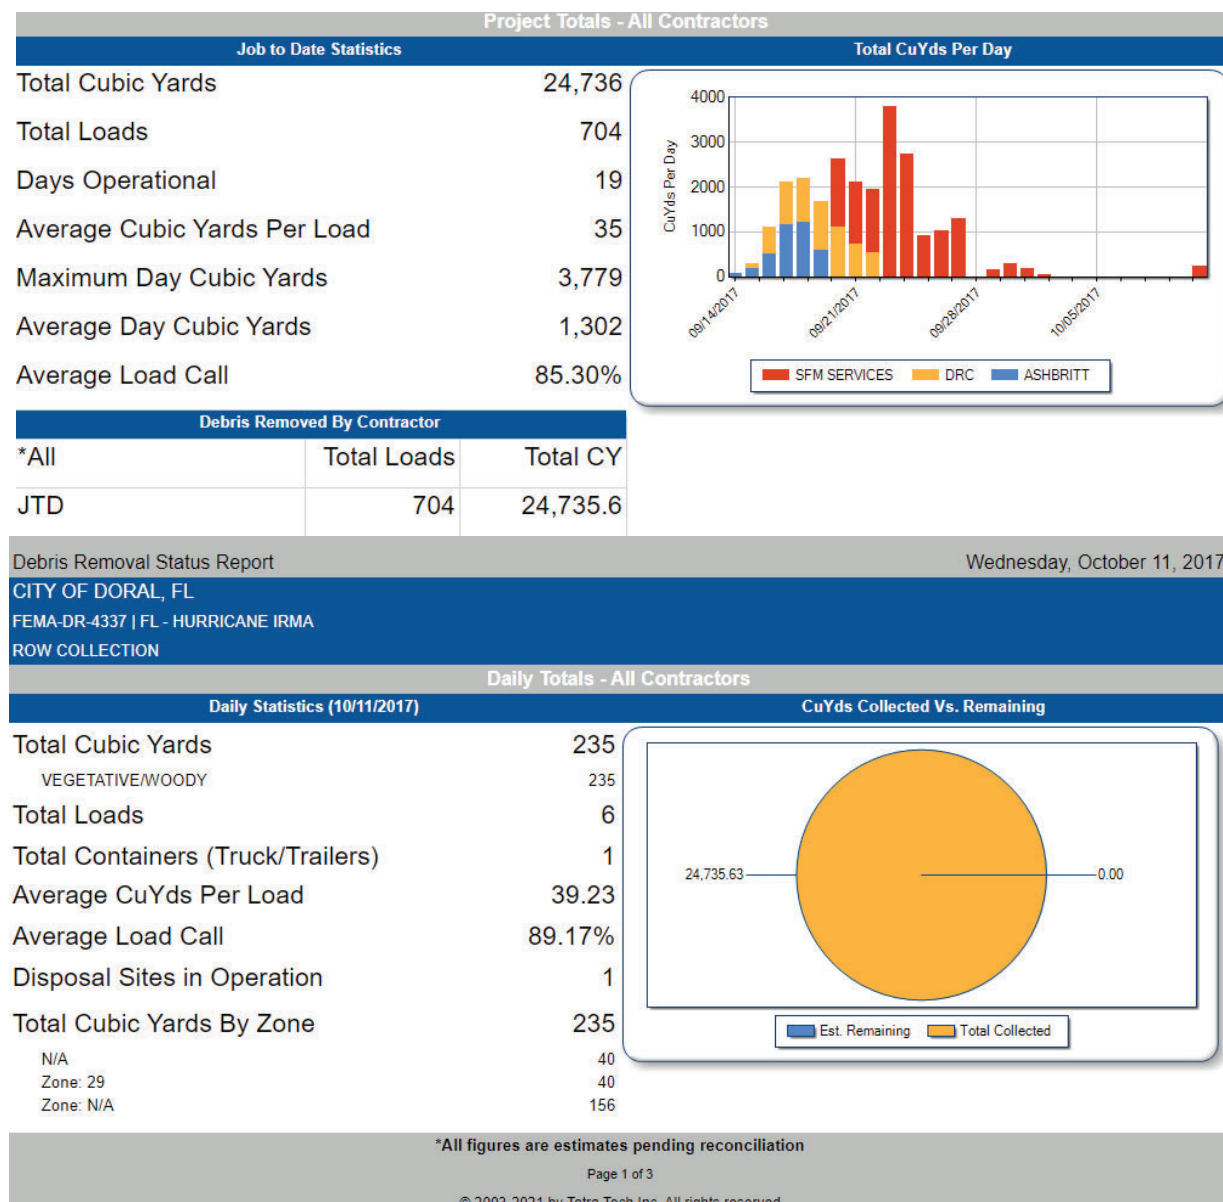 Project Totals - All Contractors
Job to Date Statistics
Total Cubic Yards 24,736
Total Loads 704
Days Operational 19
Average Cubic Yards Per Load 35
Maximum Day Cubic Yards 3,779
Average Day Cubic Yards 1,302
Average Load Call 85.30%
Total CuYds Per Day
CuYds Per Day
4000
3000
2000
1000
0
09/14/2017 09/21/2017 09/28/2017 10/05/2017
SFM SERVICES DRC ASHBRITT
Debris Removed By Contractor
*All Total Loads Total CY
JTD 704 24,735.6
Debris Removal Status Report Wednesday, October 11, 2017
CITY OF DORAL, FL
FEMA-DR-4337 | FL - HURRICANE IRMA
ROW COLLECTION
Daily Totals - All Contractors
Daily Statistics (10/11/2017)
Total Cubic Yards 235
VEGETATIVE/WOODY 235
Total Loads 6
Total Containers (Truck/Trailers) 1
Average CuYds Per Load 39.23
Average Load Call 89.17%
Disposal Sites in Operation 1
Total Cubic Yards By Zone 235
N/A 40
Zone: 29 40
Zone: N/A 156
CuYds Collected Vs. Remaining
24,735.63 0.00
Est. Remaining Total Collected
*All figures are estimates pending reconciliation
Page 1 of 3
© 2003-2021 by Tetra Tech Inc. All rights reserved